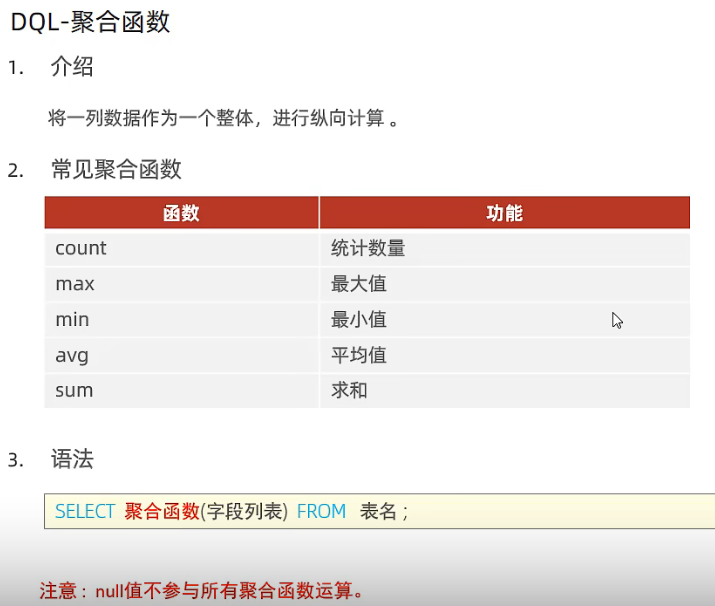 DQL-聚合函数
1. 介绍
将一列数据作为一个整体，进行纵向计算 。
2. 常见聚合函数
函数 功能
count 统计数量
max 最大值
min 最小值
avg 平均值
sum 求和
3. 语法
SELECT 聚合函数(字段列表) FROM 表名 ;
注意 : null值不参与所有聚合函数运算。